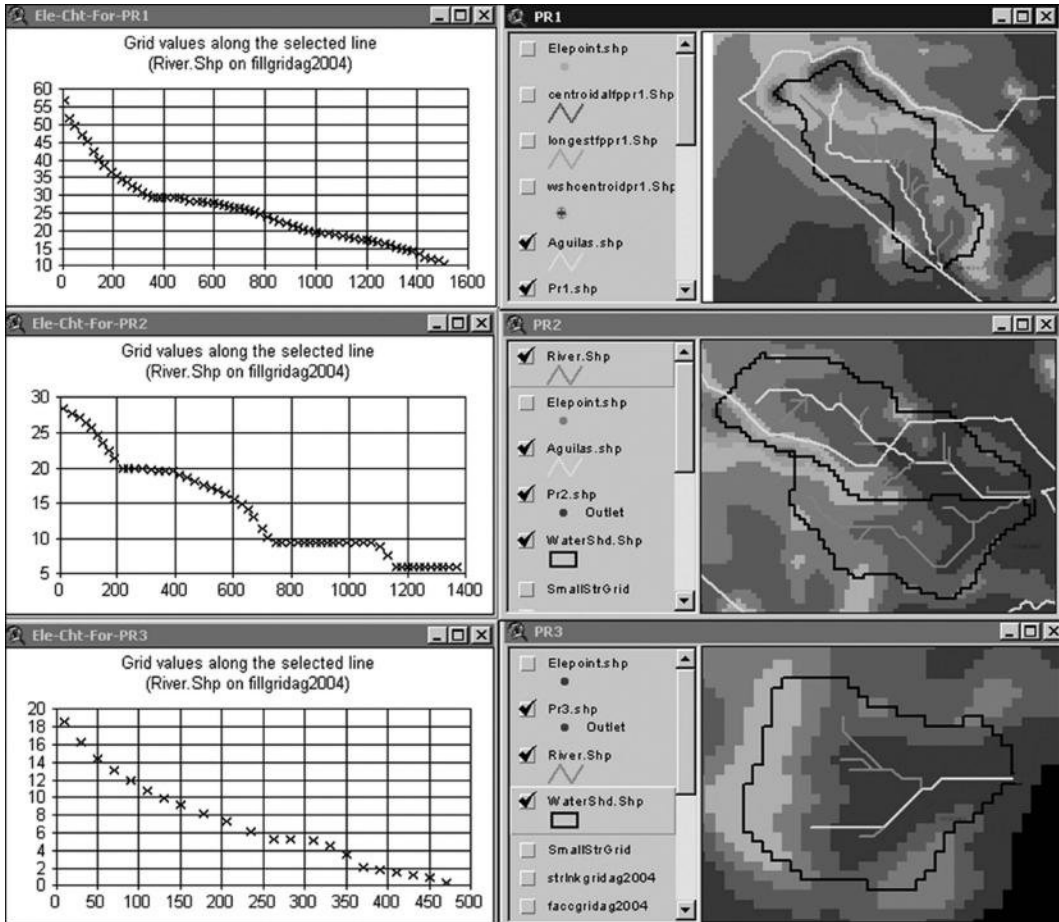 Ele-Cht-For-PR1
Grid values along the selected line
(River.Shp on fillgridag2004)
60
55
50
45
40
35
30
25
20
15
10
0 200 400 600 800 1000 1200 1400 1600
PR1
Elepoint.shp
centroidalfppr1.Shp
longestfppr1.Shp
wshcentroidpr1.Shp
Aguilas.shp
Pr1.shp
Ele-Cht-For-PR2
Grid values along the selected line
(River.Shp on fillgridag2004)
30
25
20
15
10
5
0 200 400 600 800 1000 1200 1400
PR2
River.Shp
Elepoint.shp
Aguilas.shp
Pr2.shp
Outlet
WaterShd.Shp
SmallStrGrid
Ele-Cht-For-PR3
Grid values along the selected line
(River.Shp on fillgridag2004)
20
18
16
14
12
10
8
6
4
2
0
0 50 100 150 200 250 300 350 400 450 500
PR3
Elepoint.shp
Pr3.shp
Outlet
River.Shp
WaterShd.Shp
SmallStrGrid
strlnkgridag2004
faccgridag2004